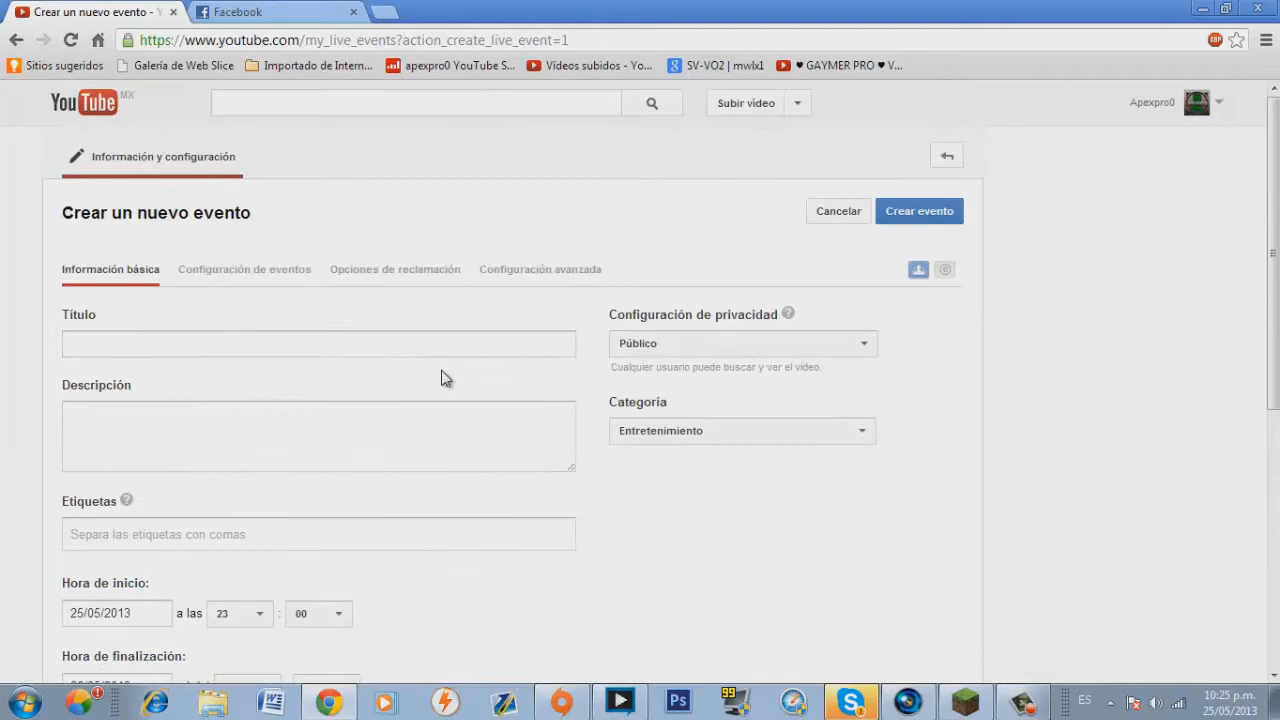 Crear un nuevo evento - Y
Facebook
https://www.youtube.com/my_live_events?action_create_live_event=1
ABP
Sitios sugeridos
Galería de Web Slice
Importado de Intern...
apexpro0 YouTube S...
Vídeos subidos - Yo...
SV-VO2 | mwlx1
♥ GAYMER PRO ♥ V...
YouTube MX
Subir video
Apexpro0
Información y configuración
Crear un nuevo evento
Cancelar
Crear evento
Información básica
Configuración de eventos
Opciones de reclamación
Configuración avanzada
Título
Configuración de privacidad ?
Público
Cualquier usuario puede buscar y ver el vídeo.
Descripción
Categoría
Entretenimiento
Etiquetas ?
Separa las etiquetas con comas
Hora de inicio:
25/05/2013 a las 23 : 00
Hora de finalización:
Ps
99
ES
10:25 p.m.
25/05/2013